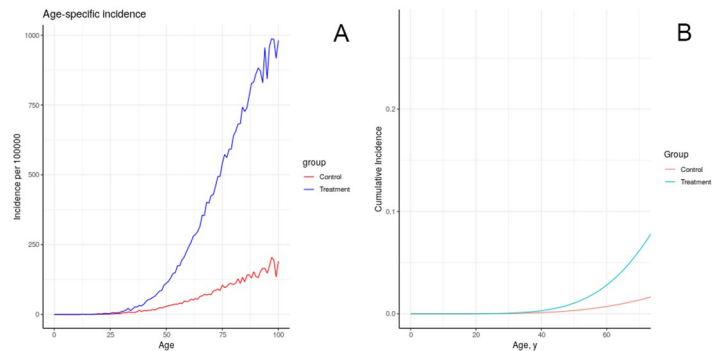 Age-specific incidence
A
1000
750
500
250
0
Incidence per 100000
0
25
50
75
100
Age
group
Control
Treatment
B
0.2
0.1
0.0
Cumulative Incidence
0
20
40
60
Age, y
Group
Control
Treatment